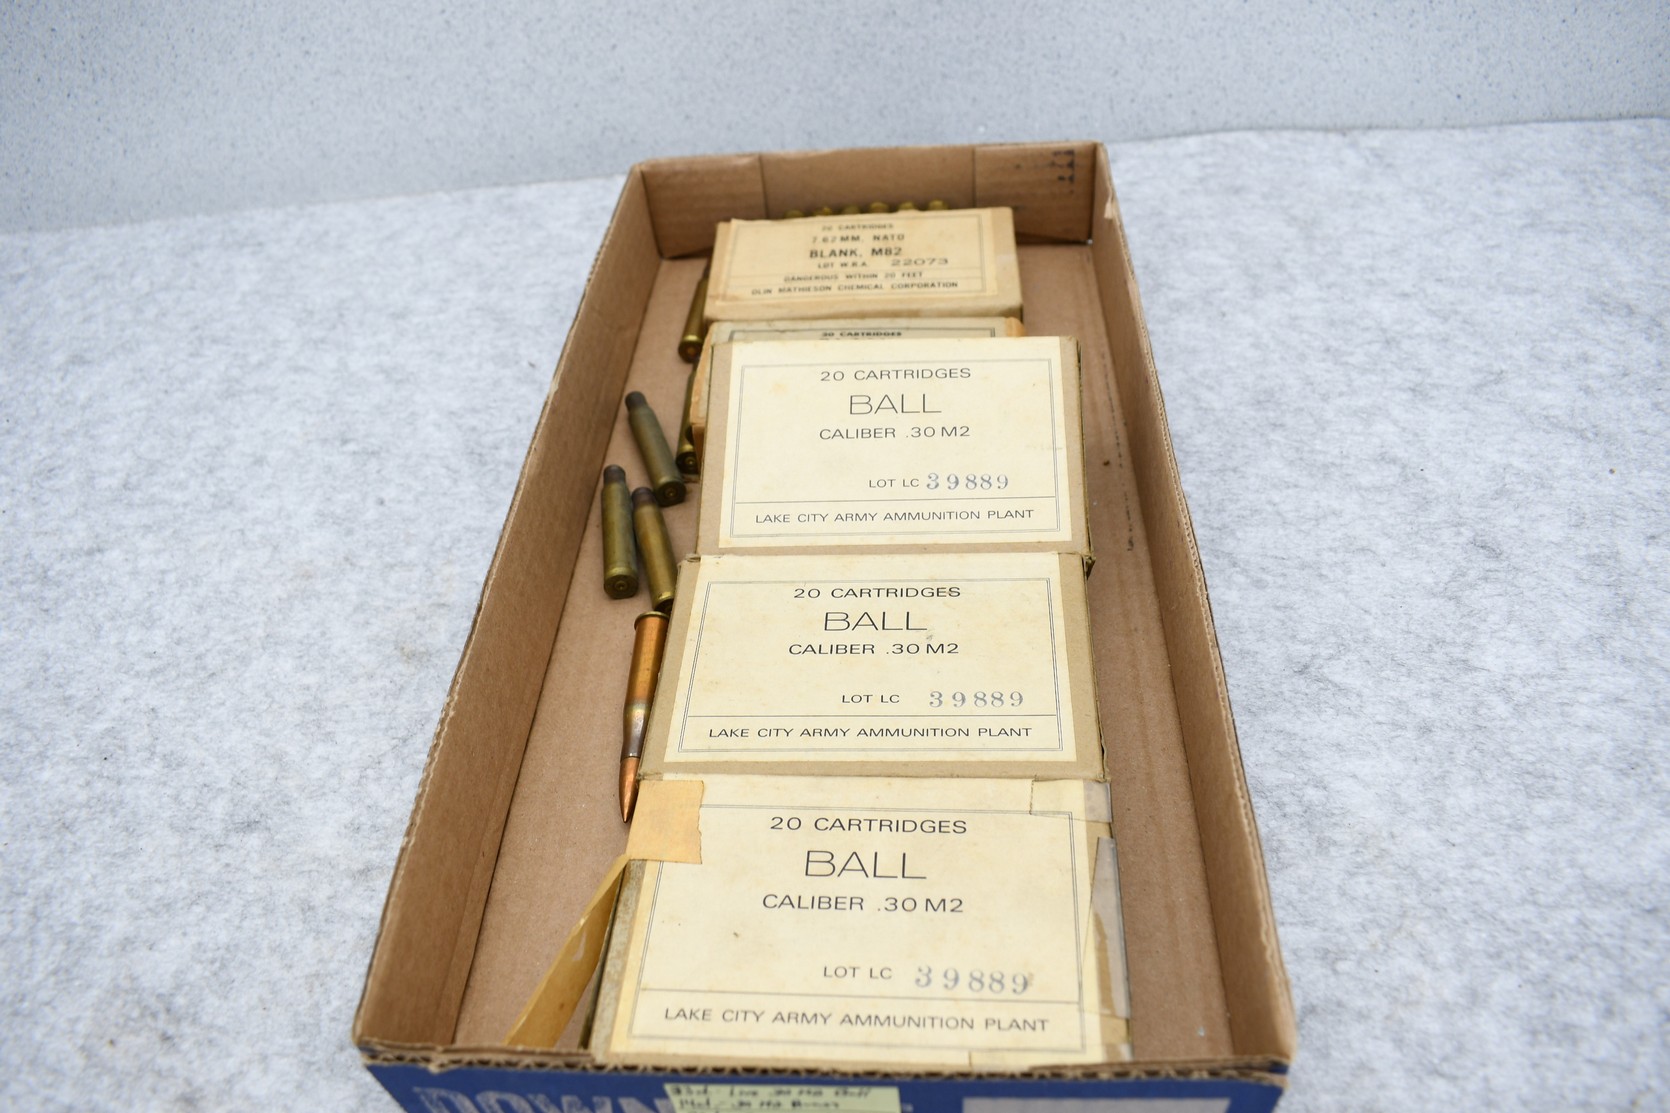 20 CARTRIDGES
7.62 MM. NATO
BLANK, M82
LOT W.R.A. 22073
DANGEROUS WITHIN 20 FEET
OLIN MATHIESON CHEMICAL CORPORATION
20 CARTRIDGES
20 CARTRIDGES
BALL
CALIBER .30 M2
LOT LC 39889
LAKE CITY ARMY AMMUNITION PLANT
20 CARTRIDGES
BALL
CALIBER .30 M2
LOT LC 39889
LAKE CITY ARMY AMMUNITION PLANT
20 CARTRIDGES
BALL
CALIBER .30 M2
LOT LC 39889
LAKE CITY ARMY AMMUNITION PLANT